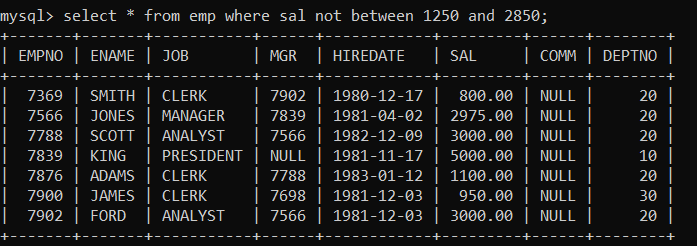 mysql> select * from emp where sal not between 1250 and 2850;
+-------+-------+-----------+------+------------+---------+------+--------+
| EMPNO | ENAME | JOB       | MGR  | HIREDATE   | SAL     | COMM | DEPTNO |
+-------+-------+-----------+------+------------+---------+------+--------+
|  7369 | SMITH | CLERK     | 7902 | 1980-12-17 |  800.00 | NULL |     20 |
|  7566 | JONES | MANAGER   | 7839 | 1981-04-02 | 2975.00 | NULL |     20 |
|  7788 | SCOTT | ANALYST   | 7566 | 1982-12-09 | 3000.00 | NULL |     20 |
|  7839 | KING  | PRESIDENT | NULL | 1981-11-17 | 5000.00 | NULL |     10 |
|  7876 | ADAMS | CLERK     | 7788 | 1983-01-12 | 1100.00 | NULL |     20 |
|  7900 | JAMES | CLERK     | 7698 | 1981-12-03 |  950.00 | NULL |     30 |
|  7902 | FORD  | ANALYST   | 7566 | 1981-12-03 | 3000.00 | NULL |     20 |
+-------+-------+-----------+------+------------+---------+------+--------+